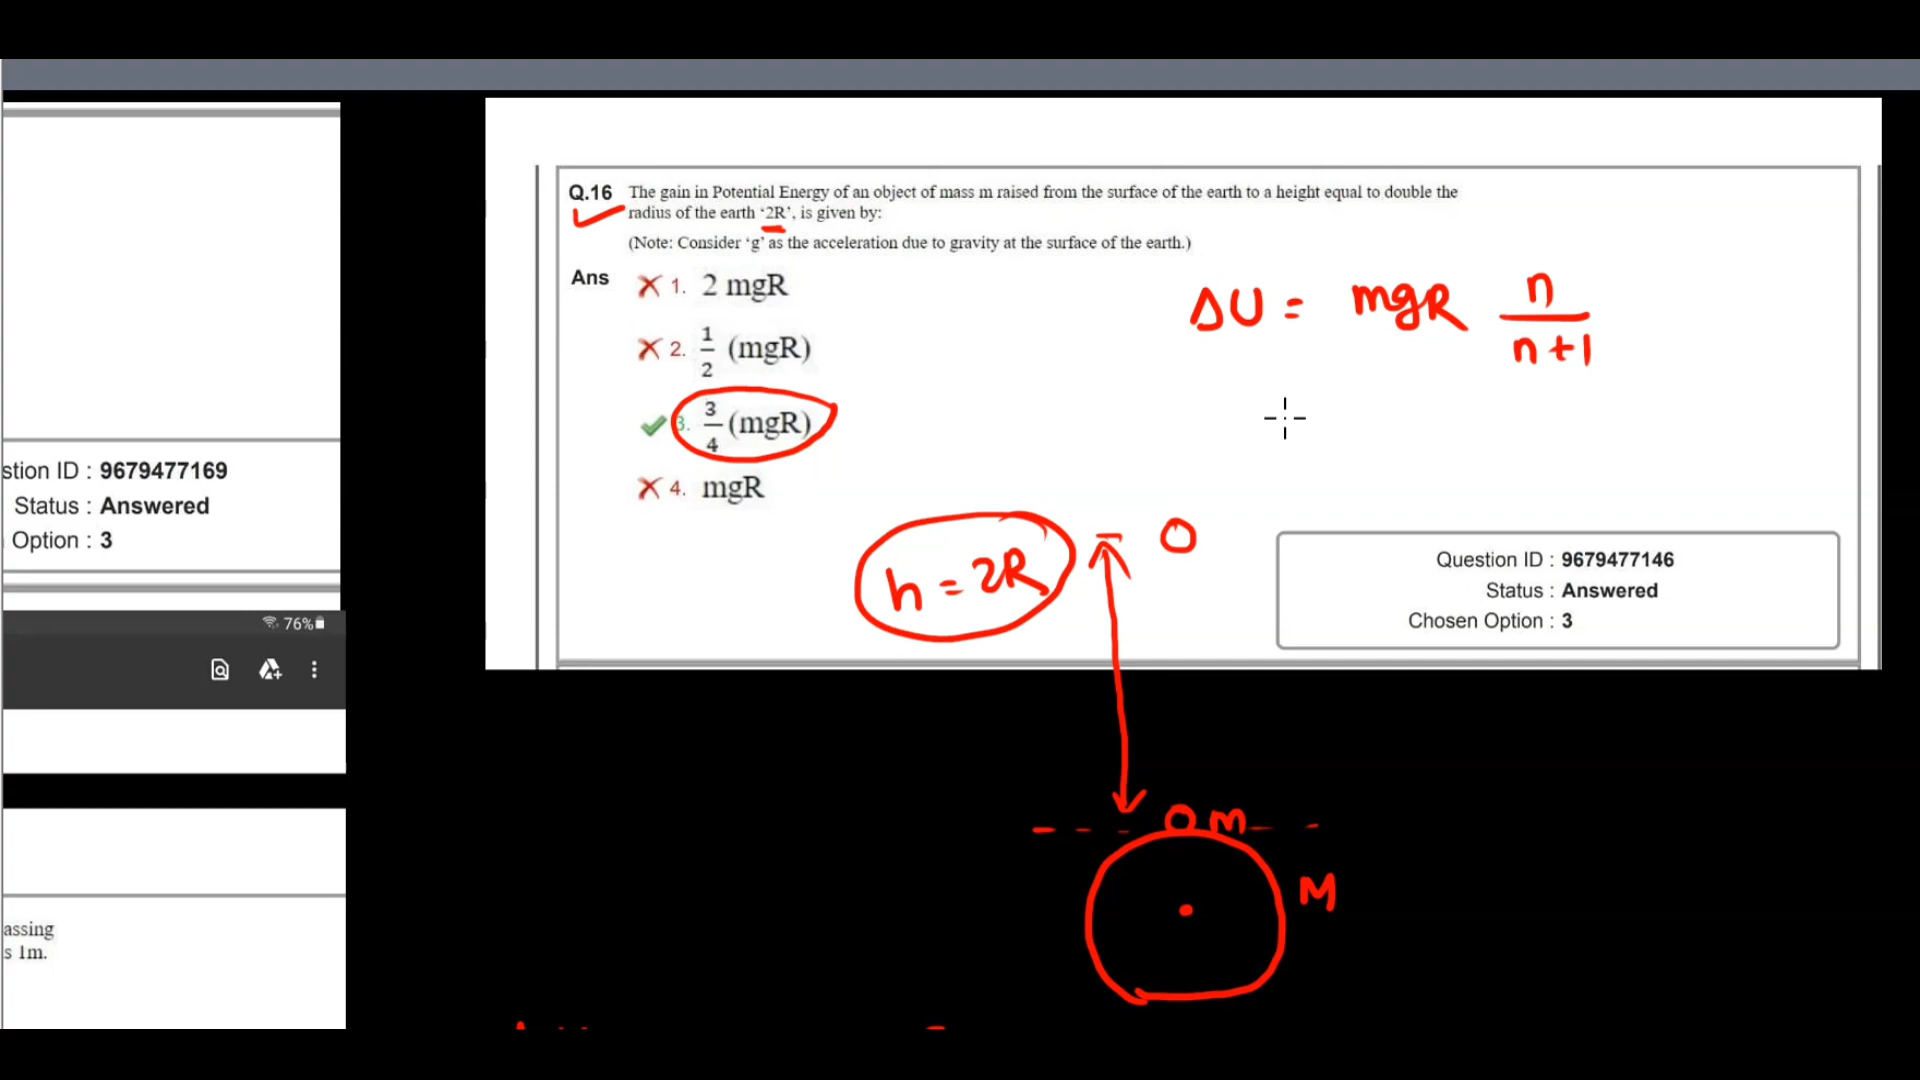 Q.16 The gain in Potential Energy of an object of mass m raised from the surface of the earth to a height equal to double the
radius of the earth ‘2R’, is given by:
(Note: Consider ‘g’ as the acceleration due to gravity at the surface of the earth.)
Ans 1. 2 mgR
2. 1/2 (mgR)
3. 3/4 (mgR)
4. mgR
ΔU = mgR n/n+1
h = 2R
m
M
Question ID : 9679477146
Status : Answered
Chosen Option : 3
stion ID : 9679477169
Status : Answered
Option : 3
76%
assing
s 1m.